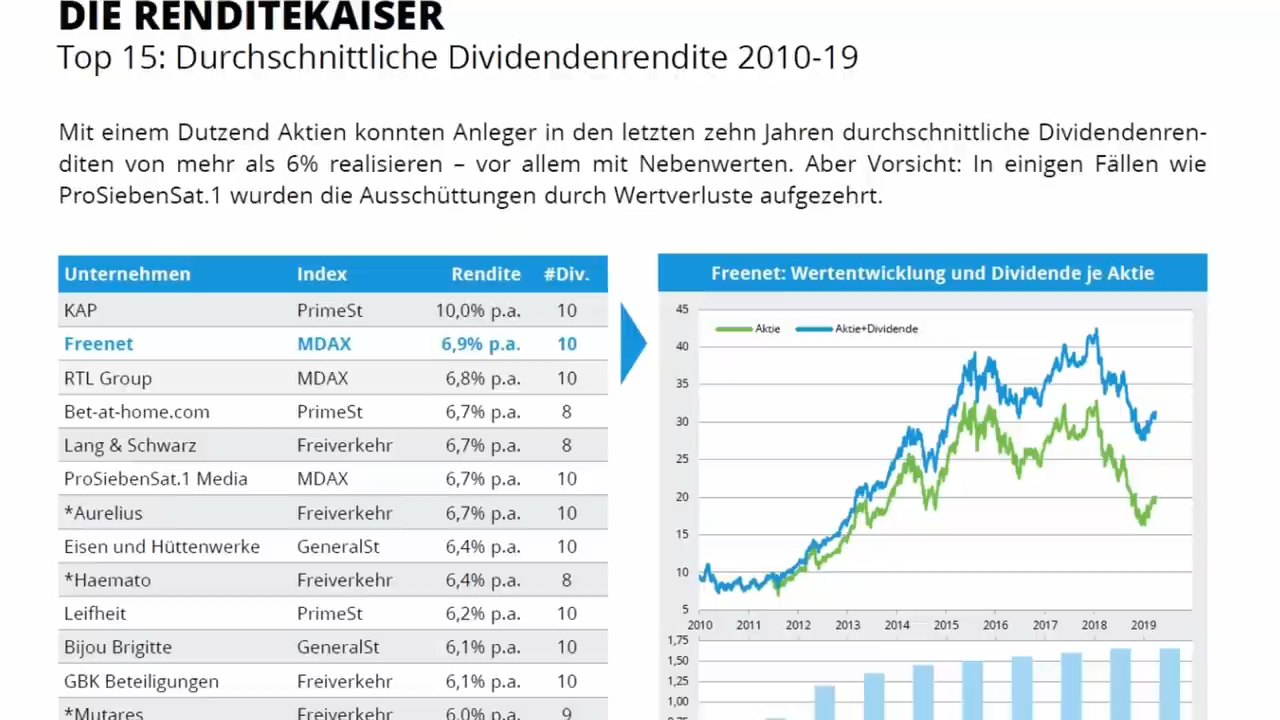 DIE RENDITEKAISER
Top 15: Durchschnittliche Dividendenrendite 2010-19
Mit einem Dutzend Aktien konnten Anleger in den letzten zehn Jahren durchschnittliche Dividendenren-
diten von mehr als 6% realisieren – vor allem mit Nebenwerten. Aber Vorsicht: In einigen Fällen wie
ProSiebenSat.1 wurden die Ausschüttungen durch Wertverluste aufgezehrt.
Unternehmen Index Rendite #Div.
KAP PrimeSt 10,0% p.a. 10
Freenet MDAX 6,9% p.a. 10
RTL Group MDAX 6,8% p.a. 10
Bet-at-home.com PrimeSt 6,7% p.a. 8
Lang & Schwarz Freiverkehr 6,7% p.a. 8
ProSiebenSat.1 Media MDAX 6,7% p.a. 10
*Aurelius Freiverkehr 6,7% p.a. 10
Eisen und Hüttenwerke GeneralSt 6,4% p.a. 10
*Haemato Freiverkehr 6,4% p.a. 8
Leifheit PrimeSt 6,2% p.a. 10
Bijou Brigitte GeneralSt 6,1% p.a. 10
GBK Beteiligungen Freiverkehr 6,1% p.a. 10
*Mutares Freiverkehr 6,0% p.a. 9
Freenet: Wertentwicklung und Dividende je Aktie
45
Aktie Aktie+Dividende
40
35
30
25
20
15
10
5
2010 2011 2012 2013 2014 2015 2016 2017 2018 2019
1,75
1,50
1,25
1,00
0,75